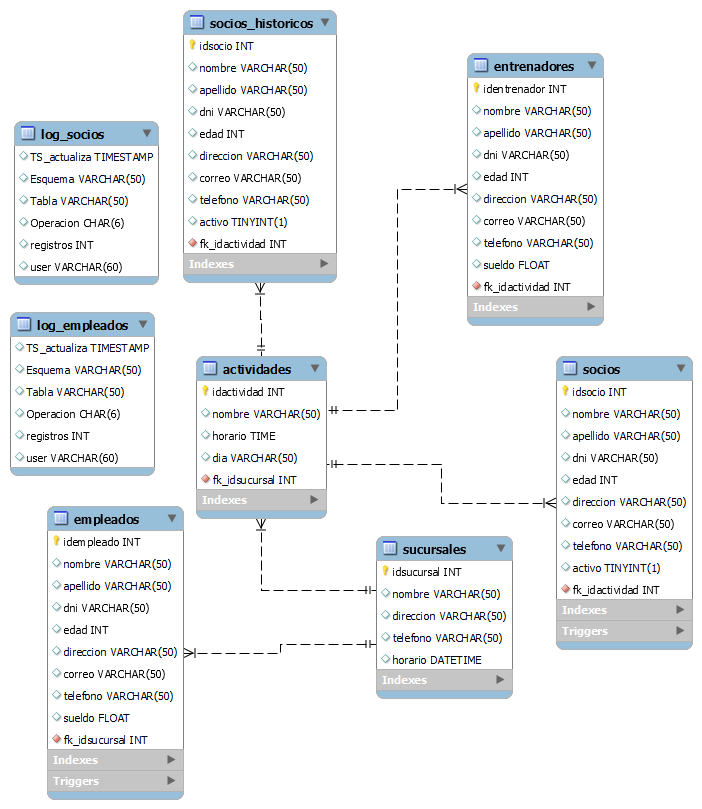 socios_historicos
idsocio INT
nombre VARCHAR(50)
apellido VARCHAR(50)
dni VARCHAR(50)
edad INT
direccion VARCHAR(50)
correo VARCHAR(50)
telefono VARCHAR(50)
activo TINYINT(1)
fk_idactividad INT
Indexes
entrenadores
identrenador INT
nombre VARCHAR(50)
apellido VARCHAR(50)
dni VARCHAR(50)
edad INT
direccion VARCHAR(50)
correo VARCHAR(50)
telefono VARCHAR(50)
sueldo FLOAT
fk_idactividad INT
Indexes
log_socios
TS_actualiza TIMESTAMP
Esquema VARCHAR(50)
Tabla VARCHAR(50)
Operacion CHAR(6)
registros INT
user VARCHAR(60)
log_empleados
TS_actualiza TIMESTAMP
Esquema VARCHAR(50)
Tabla VARCHAR(50)
Operacion CHAR(6)
registros INT
user VARCHAR(60)
actividades
idactividad INT
nombre VARCHAR(50)
horario TIME
dia VARCHAR(50)
fk_idsucursal INT
Indexes
socios
idsocio INT
nombre VARCHAR(50)
apellido VARCHAR(50)
dni VARCHAR(50)
edad INT
direccion VARCHAR(50)
correo VARCHAR(50)
telefono VARCHAR(50)
activo TINYINT(1)
fk_idactividad INT
Indexes
Triggers
empleados
idempleado INT
nombre VARCHAR(50)
apellido VARCHAR(50)
dni VARCHAR(50)
edad INT
direccion VARCHAR(50)
correo VARCHAR(50)
telefono VARCHAR(50)
sueldo FLOAT
fk_idsucursal INT
Indexes
Triggers
sucursales
idsucursal INT
nombre VARCHAR(50)
direccion VARCHAR(50)
telefono VARCHAR(50)
horario DATETIME
Indexes